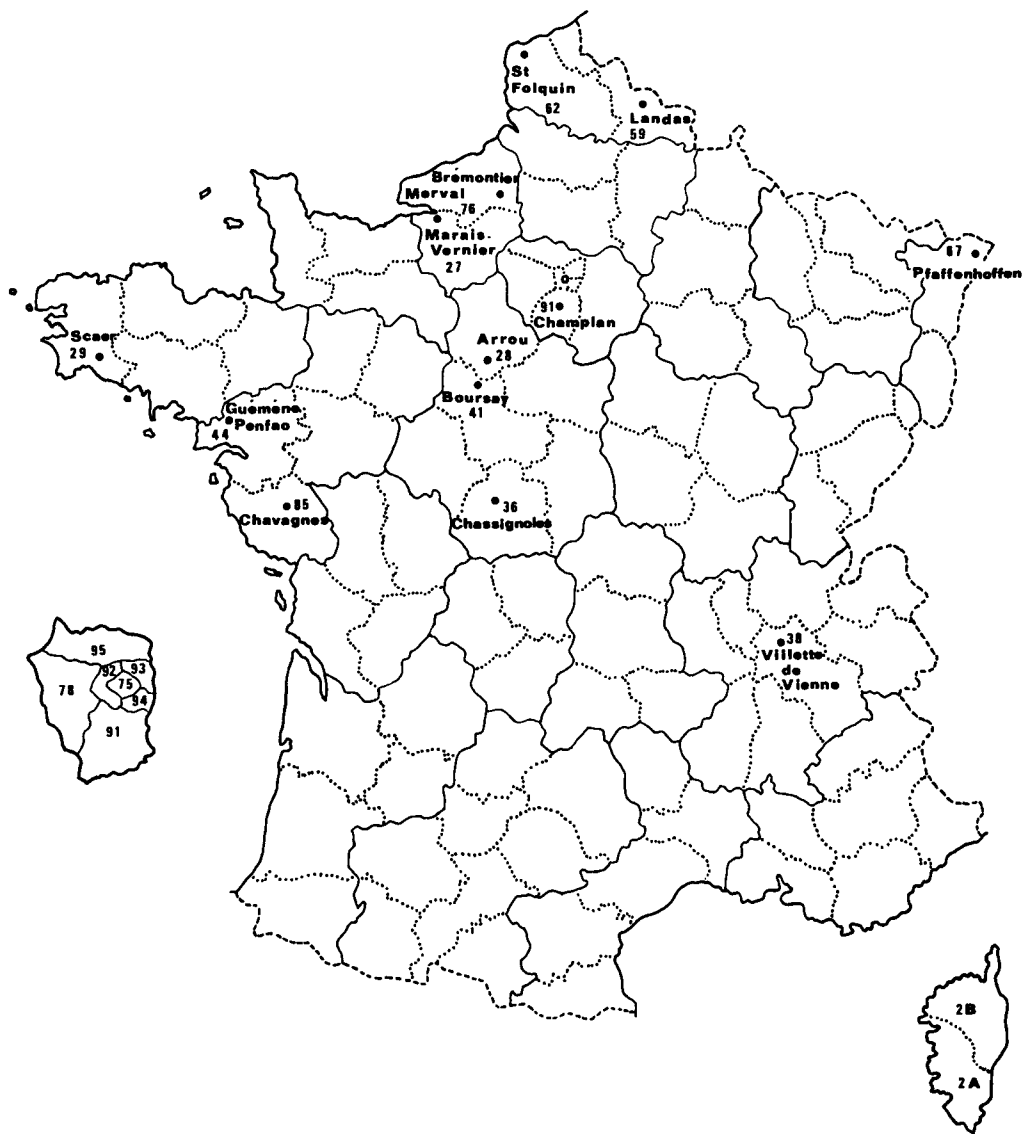 St
Folquin
62
Landas
59
Bremontier
Merval
76
Marais
Vernier
27
67
Pfaffenhoffen
91
Champlan
Scaer
29
Arrou
28
Boursay
41
Guemene
Penfao
44
85
Chavagnes
36
Chassignoles
38
Villette
de
Vienne
95
92
93
78
75
94
91
2B
2A